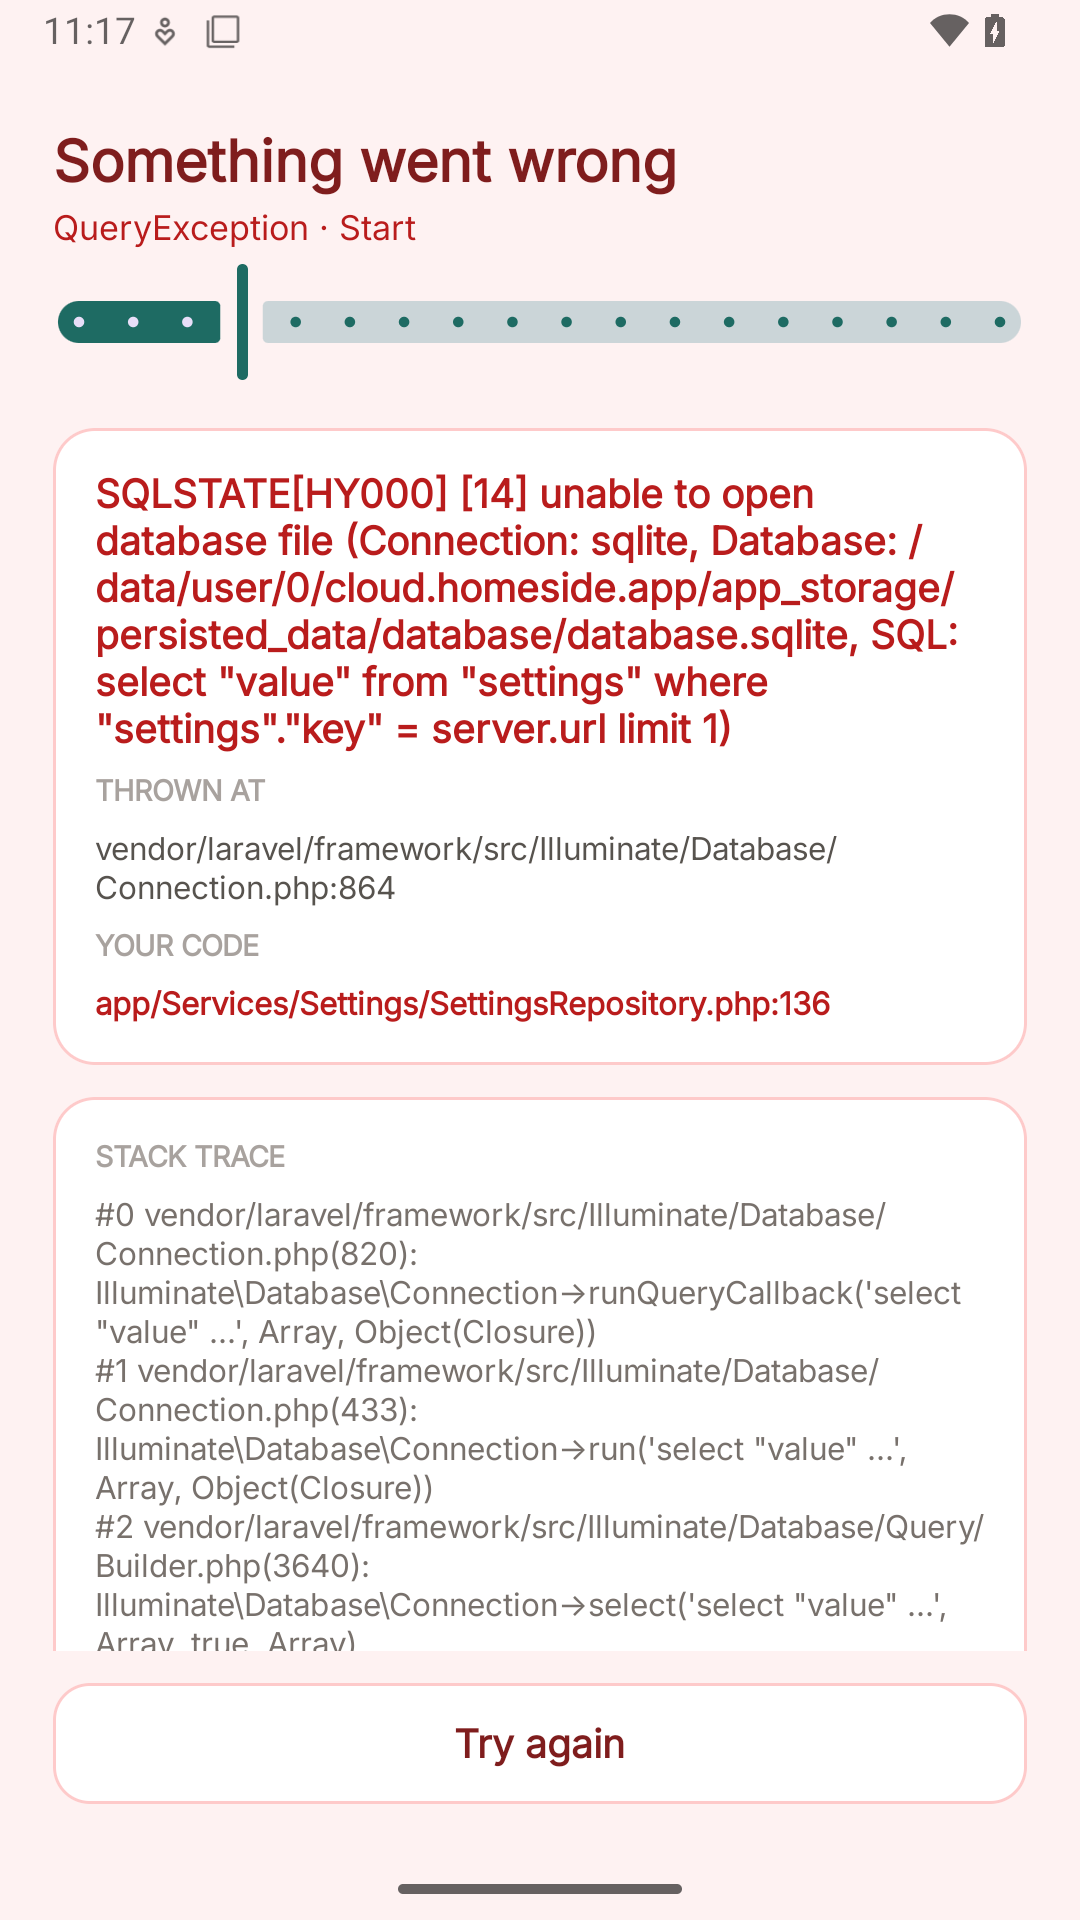 11:17
Something went wrong
QueryException · Start
SQLSTATE[HY000] [14] unable to open
database file (Connection: sqlite, Database: /
data/user/0/cloud.homeside.app/app_storage/
persisted_data/database/database.sqlite, SQL:
select "value" from "settings" where
"settings"."key" = server.url limit 1)
THROWN AT
vendor/laravel/framework/src/Illuminate/Database/
Connection.php:864
YOUR CODE
app/Services/Settings/SettingsRepository.php:136
STACK TRACE
#0 vendor/laravel/framework/src/Illuminate/Database/
Connection.php(820):
Illuminate\Database\Connection->runQueryCallback('select
"value" ...', Array, Object(Closure))
#1 vendor/laravel/framework/src/Illuminate/Database/
Connection.php(433):
Illuminate\Database\Connection->run('select "value" ...',
Array, Object(Closure))
#2 vendor/laravel/framework/src/Illuminate/Database/Query/
Builder.php(3640):
Illuminate\Database\Connection->select('select "value" ...',
Array, true, Array)
Try again